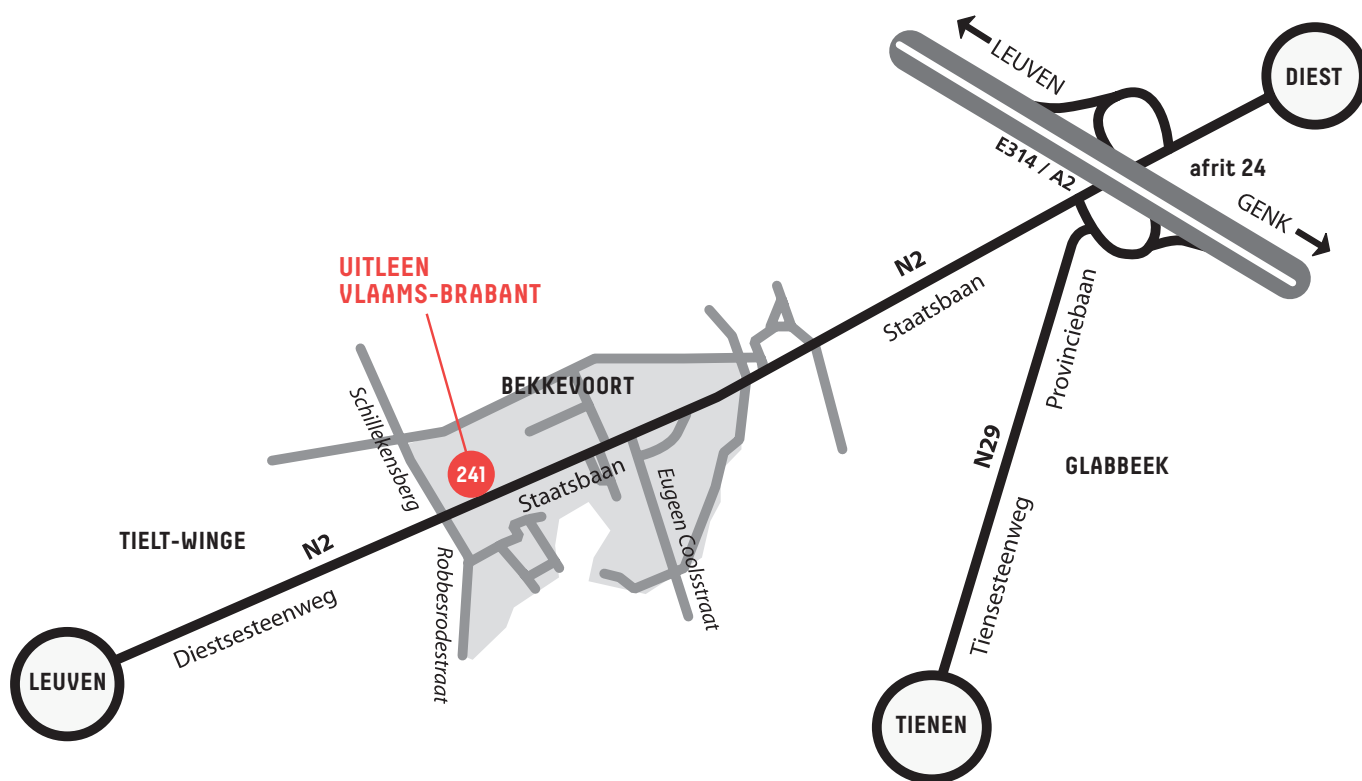 LEUVEN
DIEST
E314 / A2
afrit 24
GENK
N2
Staatsbaan
UITLEEN
VLAAMS-BRABANT
Provinciebaan
BEKKEVOORT
Schillekensberg
N29
GLABBEEK
241
Staatsbaan
Eugeen Coolsstraat
TIELT-WINGE
N2
Robbesrodestraat
Tiensesteenweg
Diestsesteenweg
LEUVEN
TIENEN